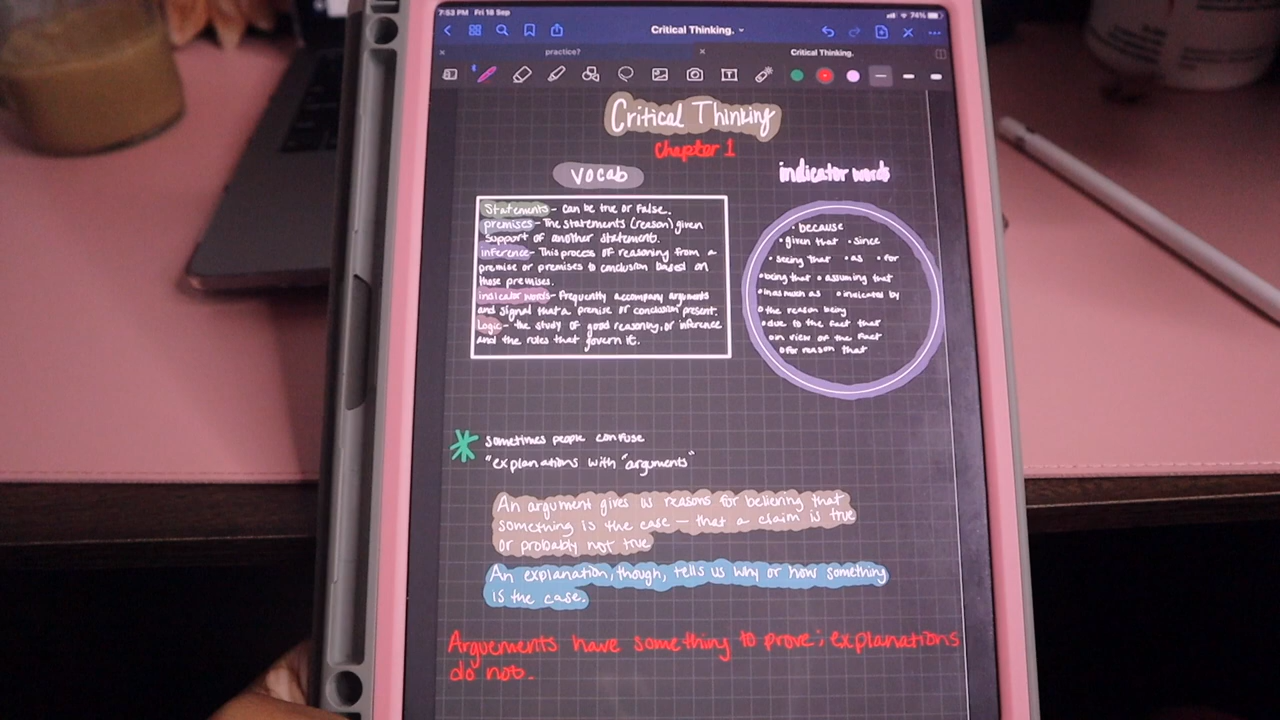 7:53 PM Fri 18 Sep
74%
Critical Thinking.
practice?
Critical Thinking.
Critical Thinking
Chapter 1
Vocab
Statements - can be true or False.
premises - The statements (reason) given
support of another statement.
inference - This process of reasoning from a
premise or premises to conclusion based on
those premises.
indicator words - Frequently accompany arguments
and signal that a premise or conclusion present.
Logic - the study of good reasoning, or inference
and the rules that govern it.
indicator words
• because
• given that • since
• seeing that • as • for
• being that • assuming that
• inasmuch as • indicated by
• the reason being
• due to the fact that
• in view of the fact
• for reason that
* sometimes people confuse
"explanations with "arguments"
An argument gives us reasons for believing that
something is the case — that a claim is true
or probably not true
An explanation, though, tells us why or how something
is the case.
Arguements have something to prove; explanations
do not.